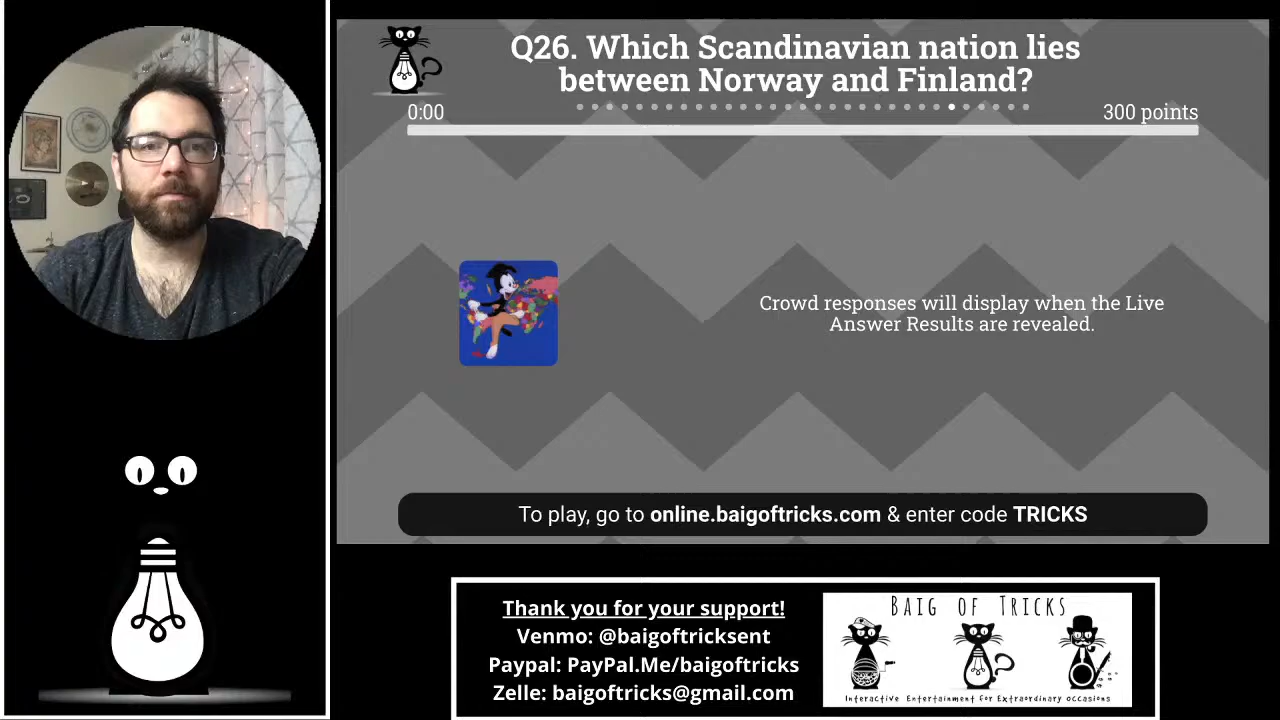 Q26. Which Scandinavian nation lies
between Norway and Finland?
0:00
300 points
Crowd responses will display when the Live
Answer Results are revealed.
To play, go to online.baigoftricks.com & enter code TRICKS
Thank you for your support!
Venmo: @baigoftricksent
Paypal: PayPal.Me/baigoftricks
Zelle: baigoftricks@gmail.com
BAIG OF TRICKS
Interactive Entertainment for Extraordinary occasions